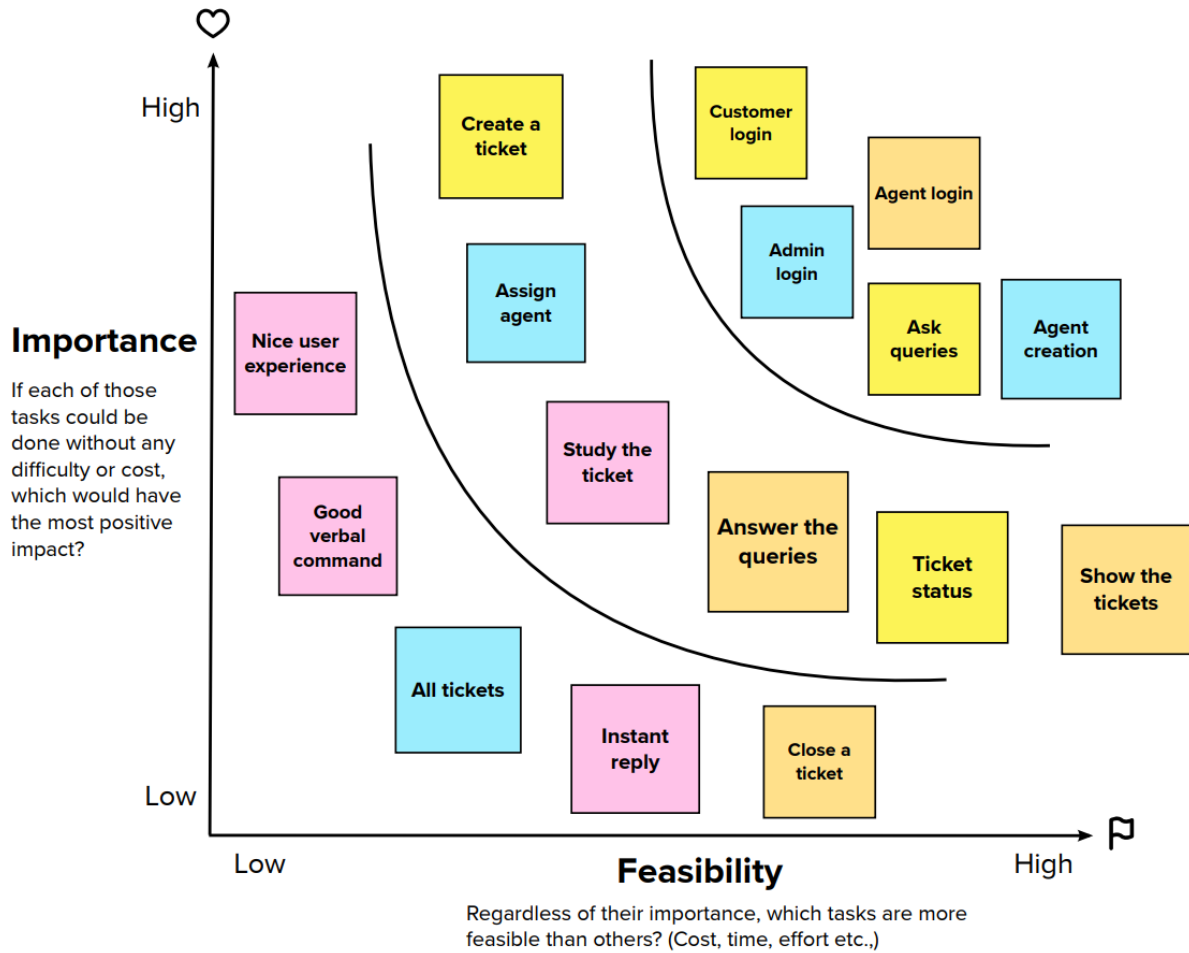 High
Create a
ticket
Customer
login
Agent login
Admin
login
Assign
agent
Ask
queries
Agent
creation
Nice user
experience
Importance
If each of those
tasks could be
done without any
difficulty or cost,
which would have
the most positive
impact?
Study the
ticket
Good
verbal
command
Answer the
queries
Ticket
status
Show the
tickets
All tickets
Instant
reply
Close a
ticket
Low
Low
Feasibility
High
Regardless of their importance, which tasks are more
feasible than others? (Cost, time, effort etc.,)